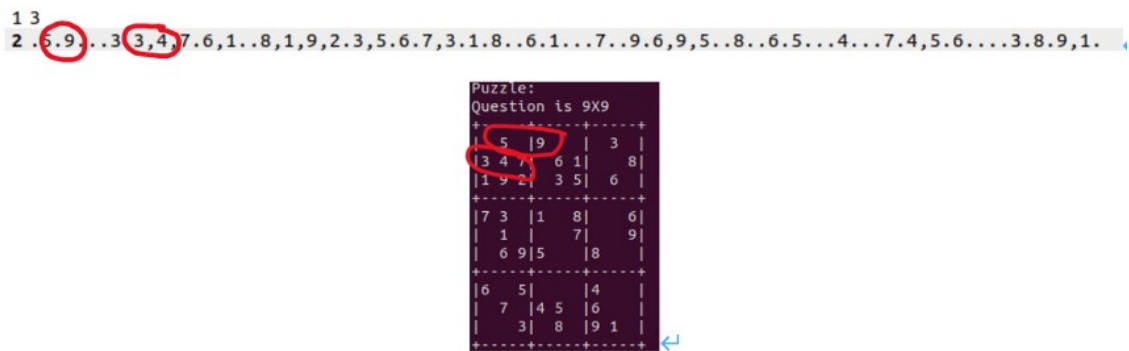 1 3
2 .5.9...3.3,4,7.6,1..8,1,9,2.3,5.6.7,3.1.8..6.1...7..9.6,9,5..8..6.5...4...7.4,5.6....3.8.9,1.
Puzzle:
Question is 9X9
+-----+-----+-----+
|  5  |9    |  3  |
|3 4 7|  6 1|    8|
|1 9 2|  3 5|  6  |
+-----+-----+-----+
|7 3  |1   8|    6|
|  1  |    7|    9|
|  6 9|5    |8    |
+-----+-----+-----+
|6   5|     |4    |
|  7  |4 5  |6    |
|    3|  8  |9 1  |
+-----+-----+-----+